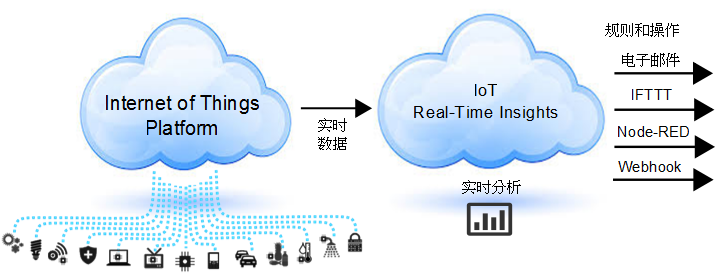 Internet of Things
Platform
实时
数据
IoT
Real-Time Insights
实时分析
规则和操作
电子邮件
IFTTT
Node-RED
Webhook